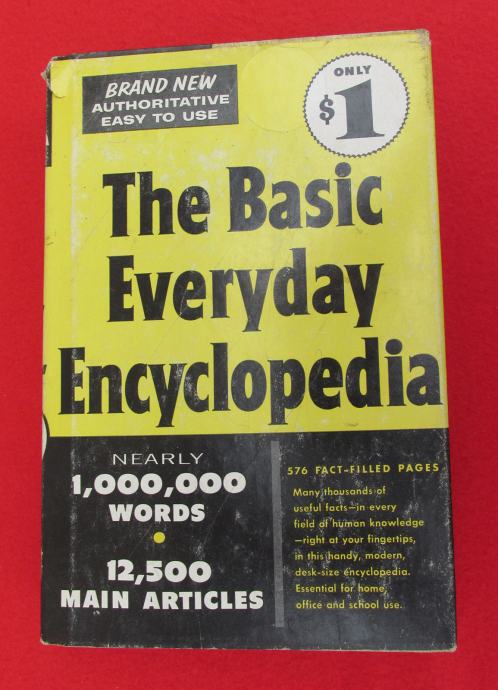 BRAND NEW
AUTHORITATIVE
EASY TO USE
ONLY
$1
The Basic
Everyday
Encyclopedia
NEARLY
1,000,000
WORDS
•
12,500
MAIN ARTICLES
576 FACT-FILLED PAGES
Many thousands of
useful facts—in every
field of human knowledge
—right at your fingertips,
in this handy, modern,
desk-size encyclopedia.
Essential for home,
office and school use.